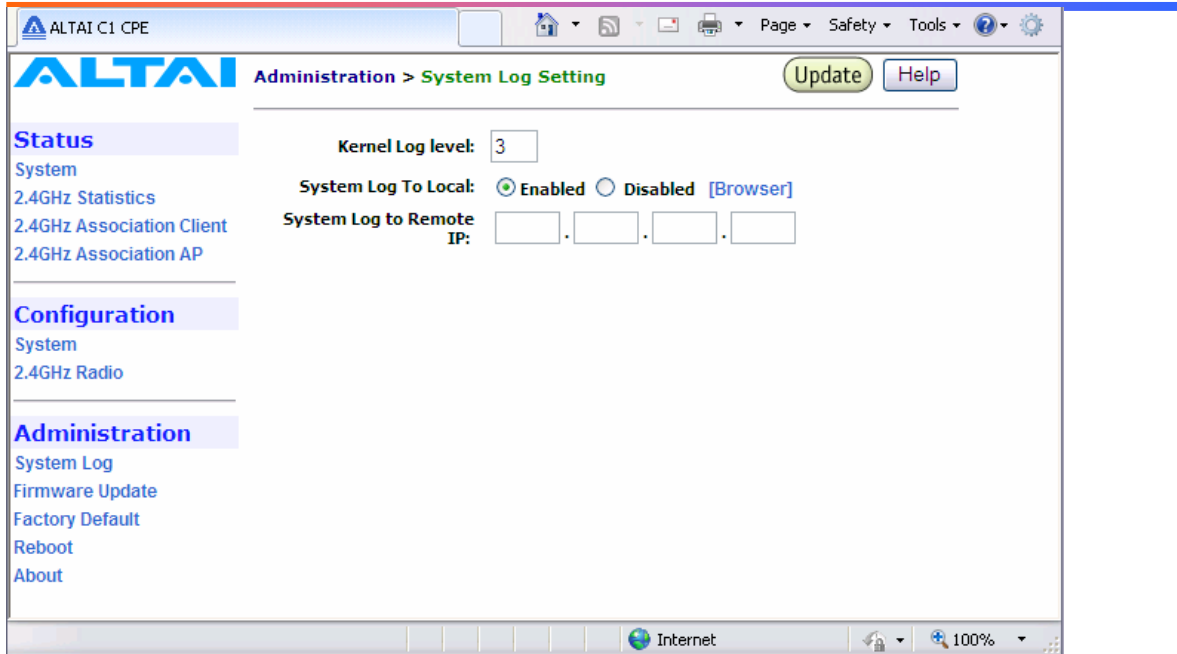 ALTAI C1 CPE
Page Safety Tools
ALTAI
Administration > System Log Setting
Update Help
Status
System
2.4GHz Statistics
2.4GHz Association Client
2.4GHz Association AP
Configuration
System
2.4GHz Radio
Administration
System Log
Firmware Update
Factory Default
Reboot
About
Kernel Log level: 3
System Log To Local: Enabled Disabled [Browser]
System Log to Remote
IP: . . .
Internet 100%